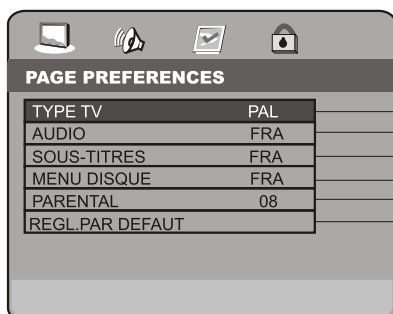 PAGE PREFERENCES
TYPE TV PAL
AUDIO FRA
SOUS-TITRES FRA
MENU DISQUE FRA
PARENTAL 08
REGL.PAR DEFAUT